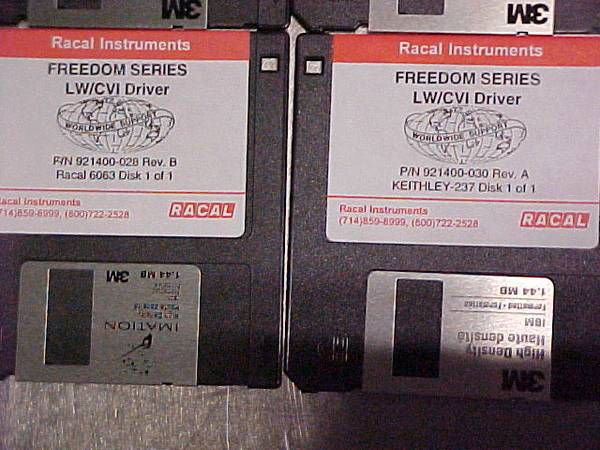 3M
3M
Racal Instruments
FREEDOM SERIES
LW/CVI Driver
WORLDWIDE SUPPORT
P/N 921400-028 Rev. B
Racal 6063 Disk 1 of 1
Racal Instruments
(714)859-8999, (800)722-2528
RACAL
Racal Instruments
FREEDOM SERIES
LW/CVI Driver
WORLDWIDE SUPPORT
P/N 921400-030 Rev. A
KEITHLEY-237 Disk 1 of 1
Racal Instruments
(714)859-8999, (800)722-2528
RACAL
3M
1.44 MB
IMATION
3M
High Density
Haute densité
IBM
Formatted • Formatée
1.44 MB